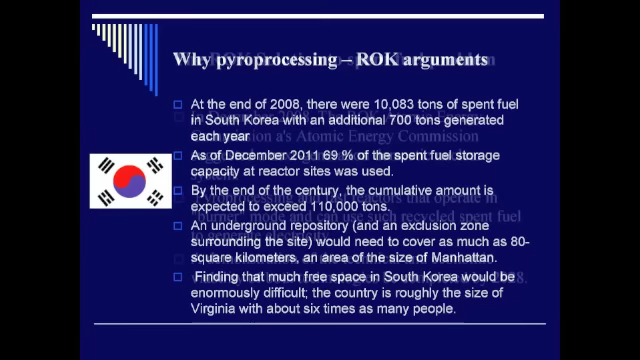 Why pyroprocessing – ROK arguments
At the end of 2008, there were 10,083 tons of spent fuel
in South Korea with an additional 700 tons generated
each year.
As of December 2011 69 % of the spent fuel storage
capacity at reactor sites was used.
By the end of the century, the cumulative amount is
expected to exceed 110,000 tons.
An underground repository (and an exclusion zone
surrounding the site) would need to cover as much as 80-
square kilometers, an area of the size of Manhattan.
Finding that much free space in South Korea would be
enormously difficult; the country is roughly the size of
Virginia with about six times as many people.